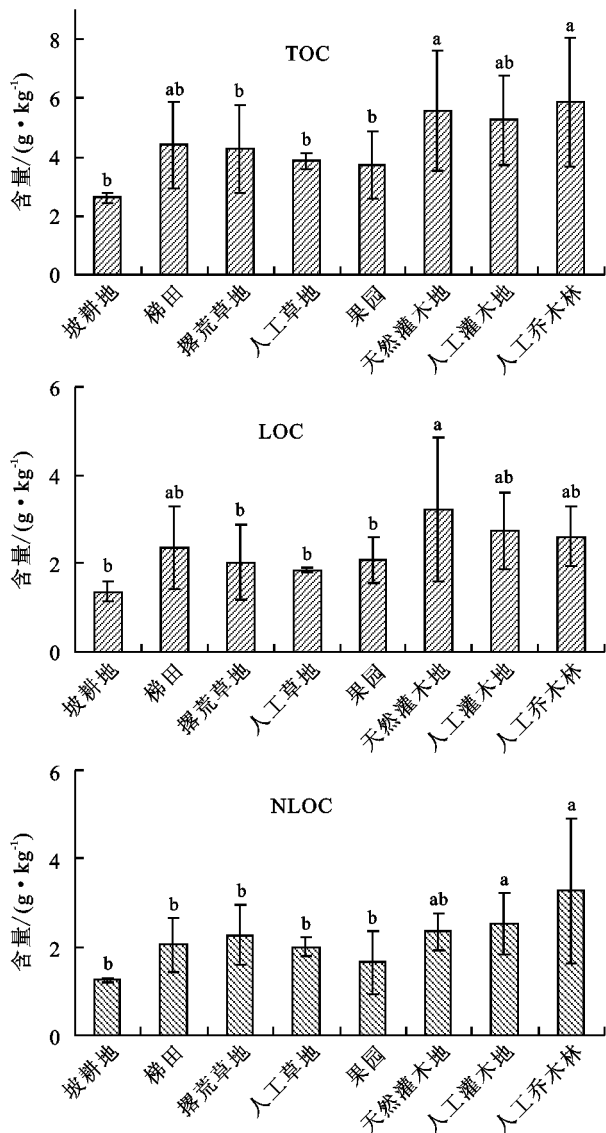 8
TOC
a
a
ab
ab
b
b
b
b
6
4
2
0
含量/(g·kg⁻¹)
坡耕地
梯田
撂荒草地
人工草地
果园
天然灌木地
人工灌木地
人工乔木林
6
LOC
a
ab
ab
ab
b
b
b
b
4
2
0
含量/(g·kg⁻¹)
坡耕地
梯田
撂荒草地
人工草地
果园
天然灌木地
人工灌木地
人工乔木林
6
NLOC
a
a
ab
b
b
b
b
b
4
2
0
含量/(g·kg⁻¹)
坡耕地
梯田
撂荒草地
人工草地
果园
天然灌木地
人工灌木地
人工乔木林